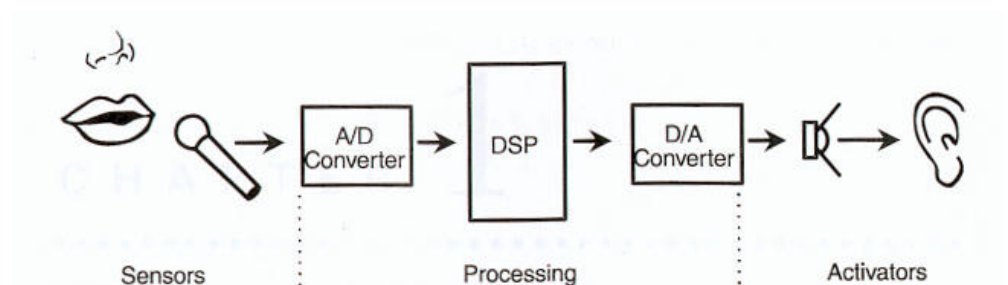 A/D
Converter
DSP
D/A
Converter
Sensors
Processing
Activators